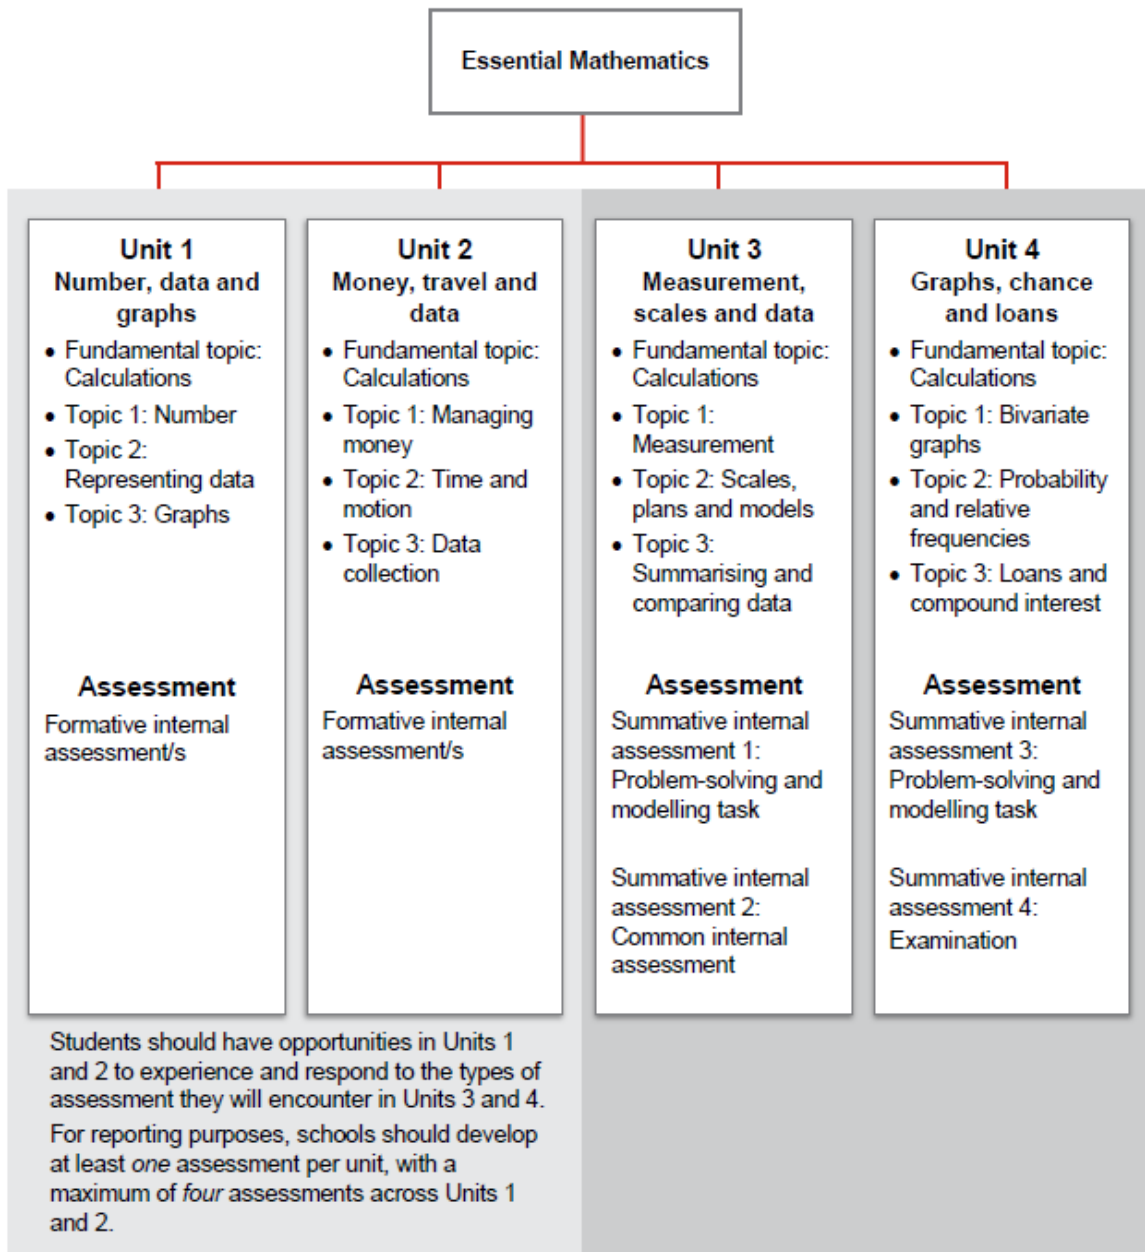 Essential Mathematics
Unit 1
Number, data and
graphs
• Fundamental topic:
Calculations
• Topic 1: Number
• Topic 2:
Representing data
• Topic 3: Graphs
Assessment
Formative internal
assessment/s
Unit 2
Money, travel and
data
• Fundamental topic:
Calculations
• Topic 1: Managing
money
• Topic 2: Time and
motion
• Topic 3: Data
collection
Assessment
Formative internal
assessment/s
Unit 3
Measurement,
scales and data
• Fundamental topic:
Calculations
• Topic 1:
Measurement
• Topic 2: Scales,
plans and models
• Topic 3:
Summarising and
comparing data
Assessment
Summative internal
assessment 1:
Problem-solving and
modelling task
Summative internal
assessment 2:
Common internal
assessment
Unit 4
Graphs, chance
and loans
• Fundamental topic:
Calculations
• Topic 1: Bivariate
graphs
• Topic 2: Probability
and relative
frequencies
• Topic 3: Loans and
compound interest
Assessment
Summative internal
assessment 3:
Problem-solving and
modelling task
Summative internal
assessment 4:
Examination
Students should have opportunities in Units 1
and 2 to experience and respond to the types of
assessment they will encounter in Units 3 and 4.
For reporting purposes, schools should develop
at least one assessment per unit, with a
maximum of four assessments across Units 1
and 2.